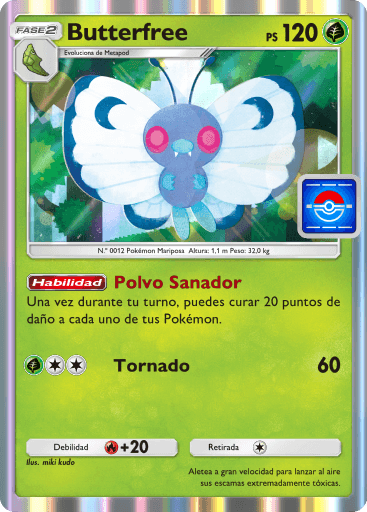 FASE 2 Butterfree PS 120
Evoluciona de Metapod
N.º 0012 Pokémon Mariposa Altura: 1,1 m Peso: 32,0 kg
Habilidad Polvo Sanador
Una vez durante tu turno, puedes curar 20 puntos de
daño a cada uno de tus Pokémon.
Tornado 60
Debilidad +20 Retirada
Ilus. miki kudo
Aletea a gran velocidad para lanzar al aire
sus escamas extremadamente tóxicas.